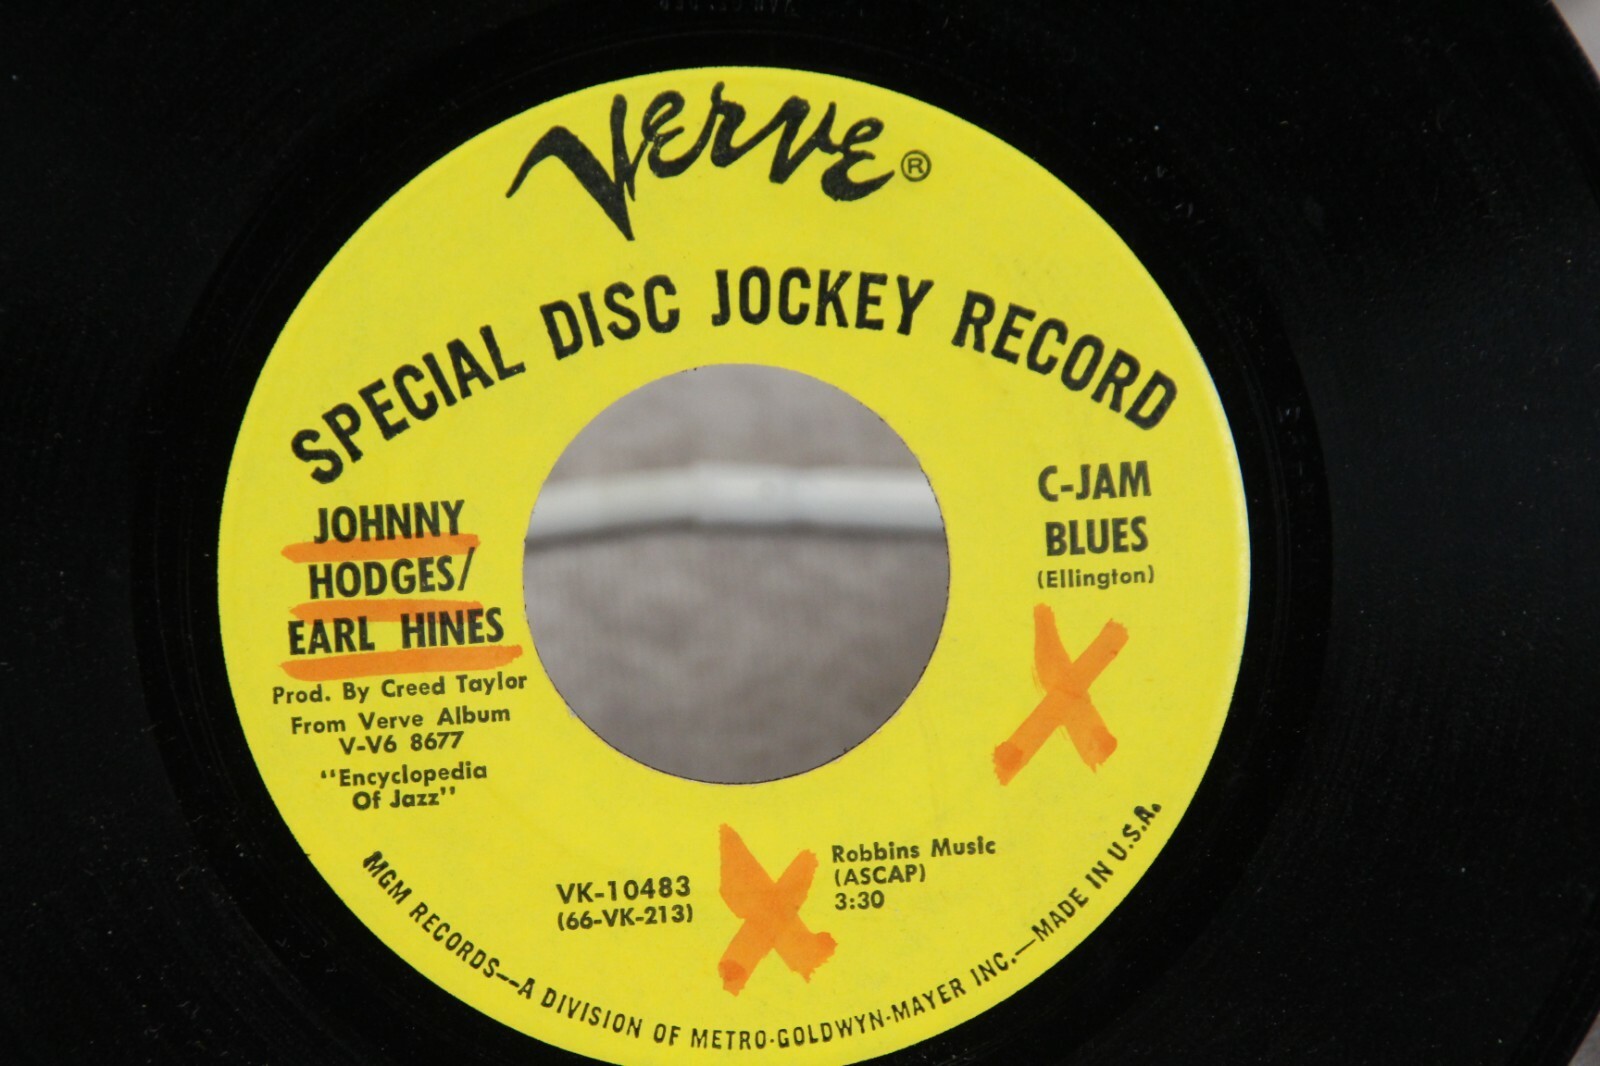 VERVE®
SPECIAL DISC JOCKEY RECORD
JOHNNY
HODGES/
EARL HINES
Prod. By Creed Taylor
From Verve Album
V-V6 8677
"Encyclopedia
Of Jazz"
C-JAM
BLUES
(Ellington)
VK-10483
(66-VK-213)
Robbins Music
(ASCAP)
3:30
MGM RECORDS--A DIVISION OF METRO-GOLDWYN-MAYER INC.—MADE IN U.S.A.